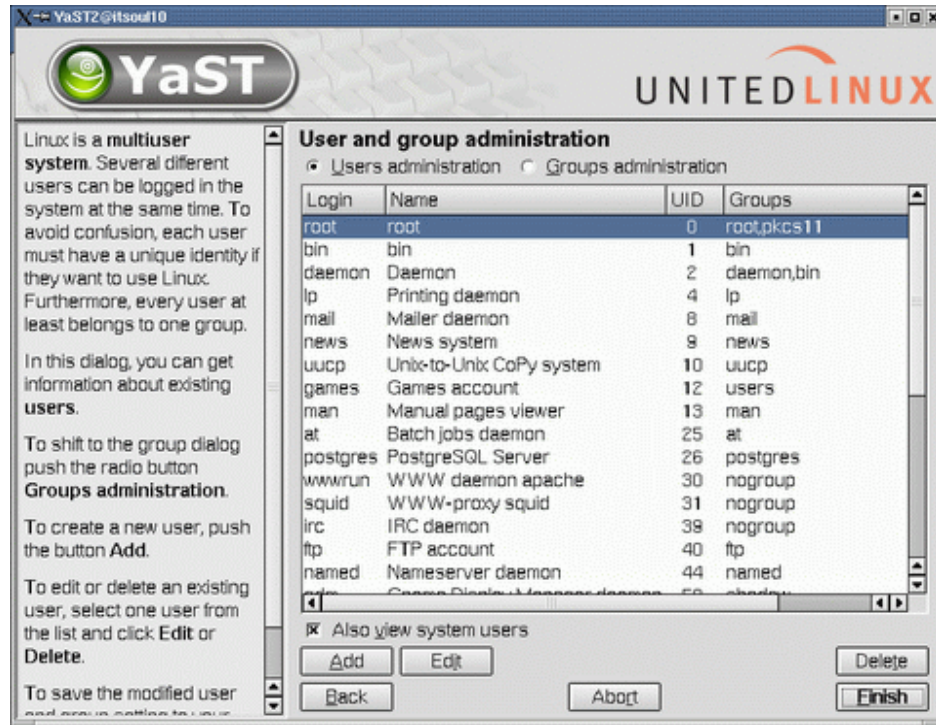 YaST2@itsoul10
YaST
UNITEDLINUX
Linux is a multiuser
system. Several different
users can be logged in the
system at the same time. To
avoid confusion, each user
must have a unique identity if
they want to use Linux.
Furthermore, every user at
least belongs to one group.
In this dialog, you can get
information about existing
users.
To shift to the group dialog
push the radio button
Groups administration.
To create a new user, push
the button Add.
To edit or delete an existing
user, select one user from
the list and click Edit or
Delete.
To save the modified user
User and group administration
Users administration Groups administration
Login Name UID Groups
root root 0 root,pkcs11
bin bin 1 bin
daemon Daemon 2 daemon,bin
lp Printing daemon 4 lp
mail Mailer daemon 8 mail
news News system 9 news
uucp Unix-to-Unix CoPy system 10 uucp
games Games account 12 users
man Manual pages viewer 13 man
at Batch jobs daemon 25 at
postgres PostgreSQL Server 26 postgres
wwwrun WWW daemon apache 30 nogroup
squid WWW-proxy squid 31 nogroup
irc IRC daemon 39 nogroup
ftp FTP account 40 ftp
named Nameserver daemon 44 named
Also view system users
Add Edit Delete
Back Abort Finish